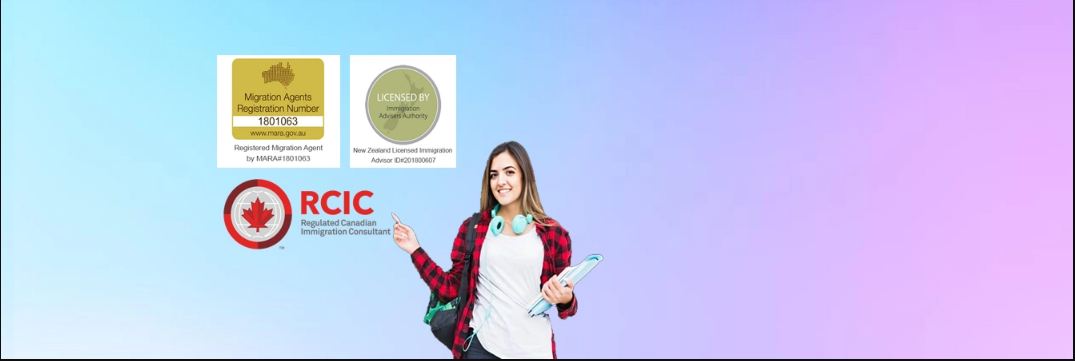 Migration Agents
Registration Number
1801063
www.mara.gov.au
Registered Migration Agent
by MARA#1801063
LICENSED BY
Immigration
Advisers Authority
New Zealand Licensed Immigration
Advisor ID#201800607
RCIC
Regulated Canadian
Immigration Consultant
TM